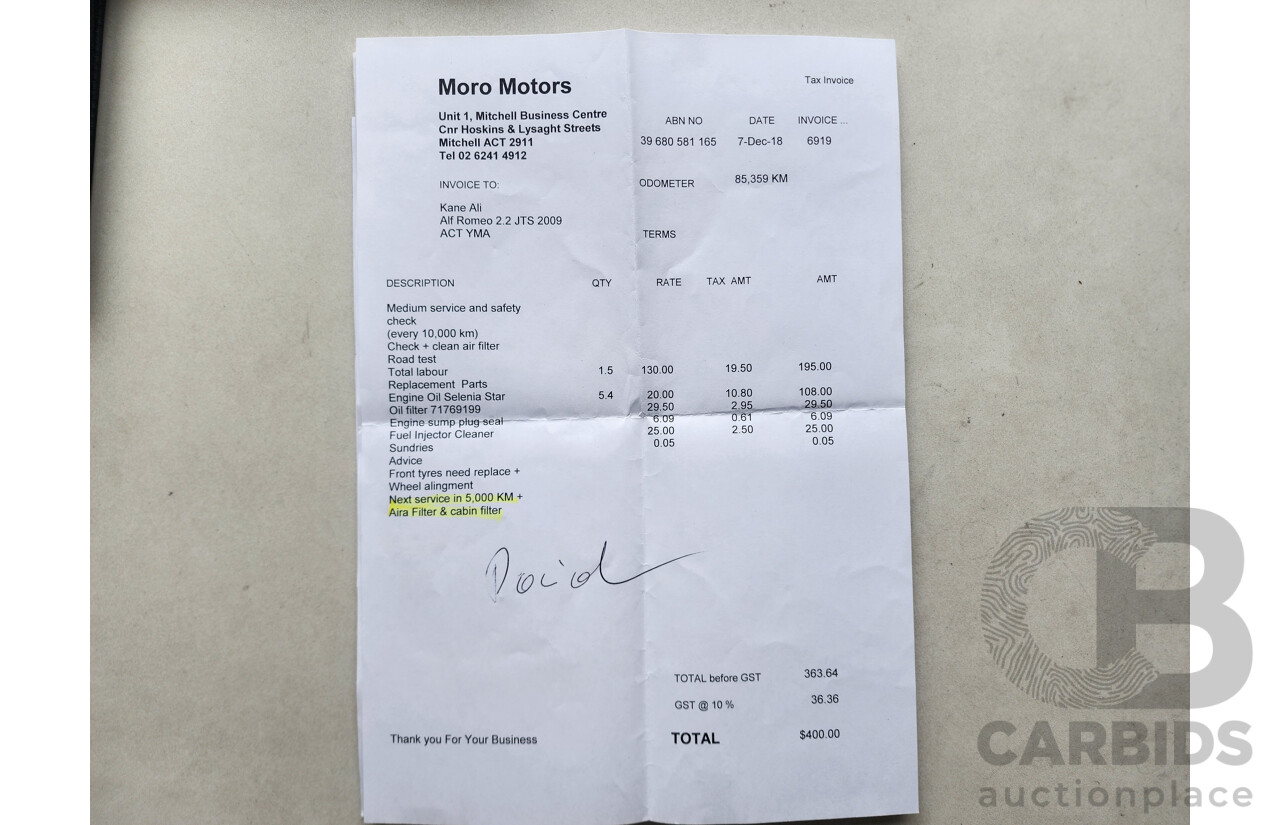 Moro Motors
Tax Invoice
Unit 1, Mitchell Business Centre
Cnr Hoskins & Lysaght Streets
Mitchell ACT 2911
Tel 02 6241 4912
ABN NO DATE INVOICE ...
39 680 581 165 7-Dec-18 6919
INVOICE TO:
ODOMETER 85,359 KM
Kane Ali
Alf Romeo 2.2 JTS 2009
ACT YMA
TERMS
DESCRIPTION QTY RATE TAX AMT AMT
Medium service and safety
check
(every 10,000 km)
Check + clean air filter
Road test
Total labour 1.5 130.00 19.50 195.00
Replacement Parts
Engine Oil Selenia Star 5.4 20.00 10.80 108.00
Oil filter 71769199 29.50 2.95 29.50
Engine sump plug seal 6.09 0.61 6.09
Fuel Injector Cleaner 25.00 2.50 25.00
Sundries 0.05 0.05
Advice
Front tyres need replace +
Wheel alingment
Next service in 5,000 KM +
Aira Filter & cabin filter
David
TOTAL before GST 363.64
GST @ 10 % 36.36
TOTAL $400.00
Thank you For Your Business
CB
CARBIDS
auctionplace